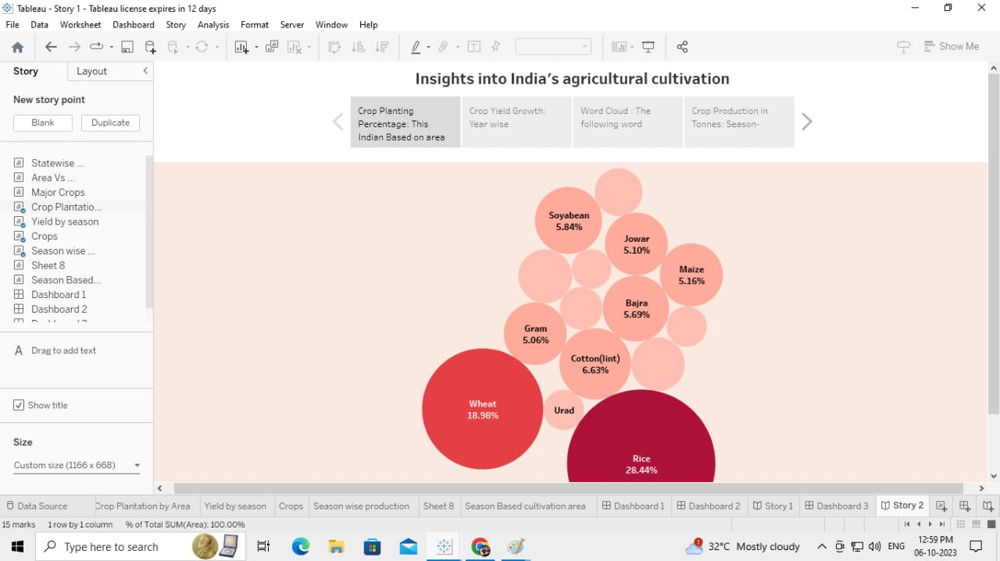 Tableau - Story 1 - Tableau license expires in 12 days
File Data Worksheet Dashboard Story Analysis Format Server Window Help
Show Me
Story Layout
New story point
Blank Duplicate
Statewise ...
Area Vs ...
Major Crops
Crop Plantatio...
Yield by season
Crops
Season wise ...
Sheet 8
Season Based...
Dashboard 1
Dashboard 2
A Drag to add text
Show title
Size
Custom size (1166 x 668)
Insights into India's agricultural cultivation
Crop Planting
Percentage: This
Indian Based on area
Crop Yield Growth:
Year wise
Word Cloud : The
following word
Crop Production in
Tonnes: Season-
Soyabean
5.84%
Jowar
5.10%
Maize
5.16%
Bajra
5.69%
Gram
5.06%
Cotton(lint)
6.63%
Wheat
18.98%
Urad
Rice
28.44%
Data Source Crop Plantation by Area Yield by season Crops Season wise production Sheet 8 Season Based cultivation area Dashboard 1 Dashboard 2 Story 1 Dashboard 3 Story 2
15 marks 1 row by 1 column % of Total SUM(Area): 100.00%
Type here to search
1
32°C Mostly cloudy
ENG
12:59 PM
06-10-2023